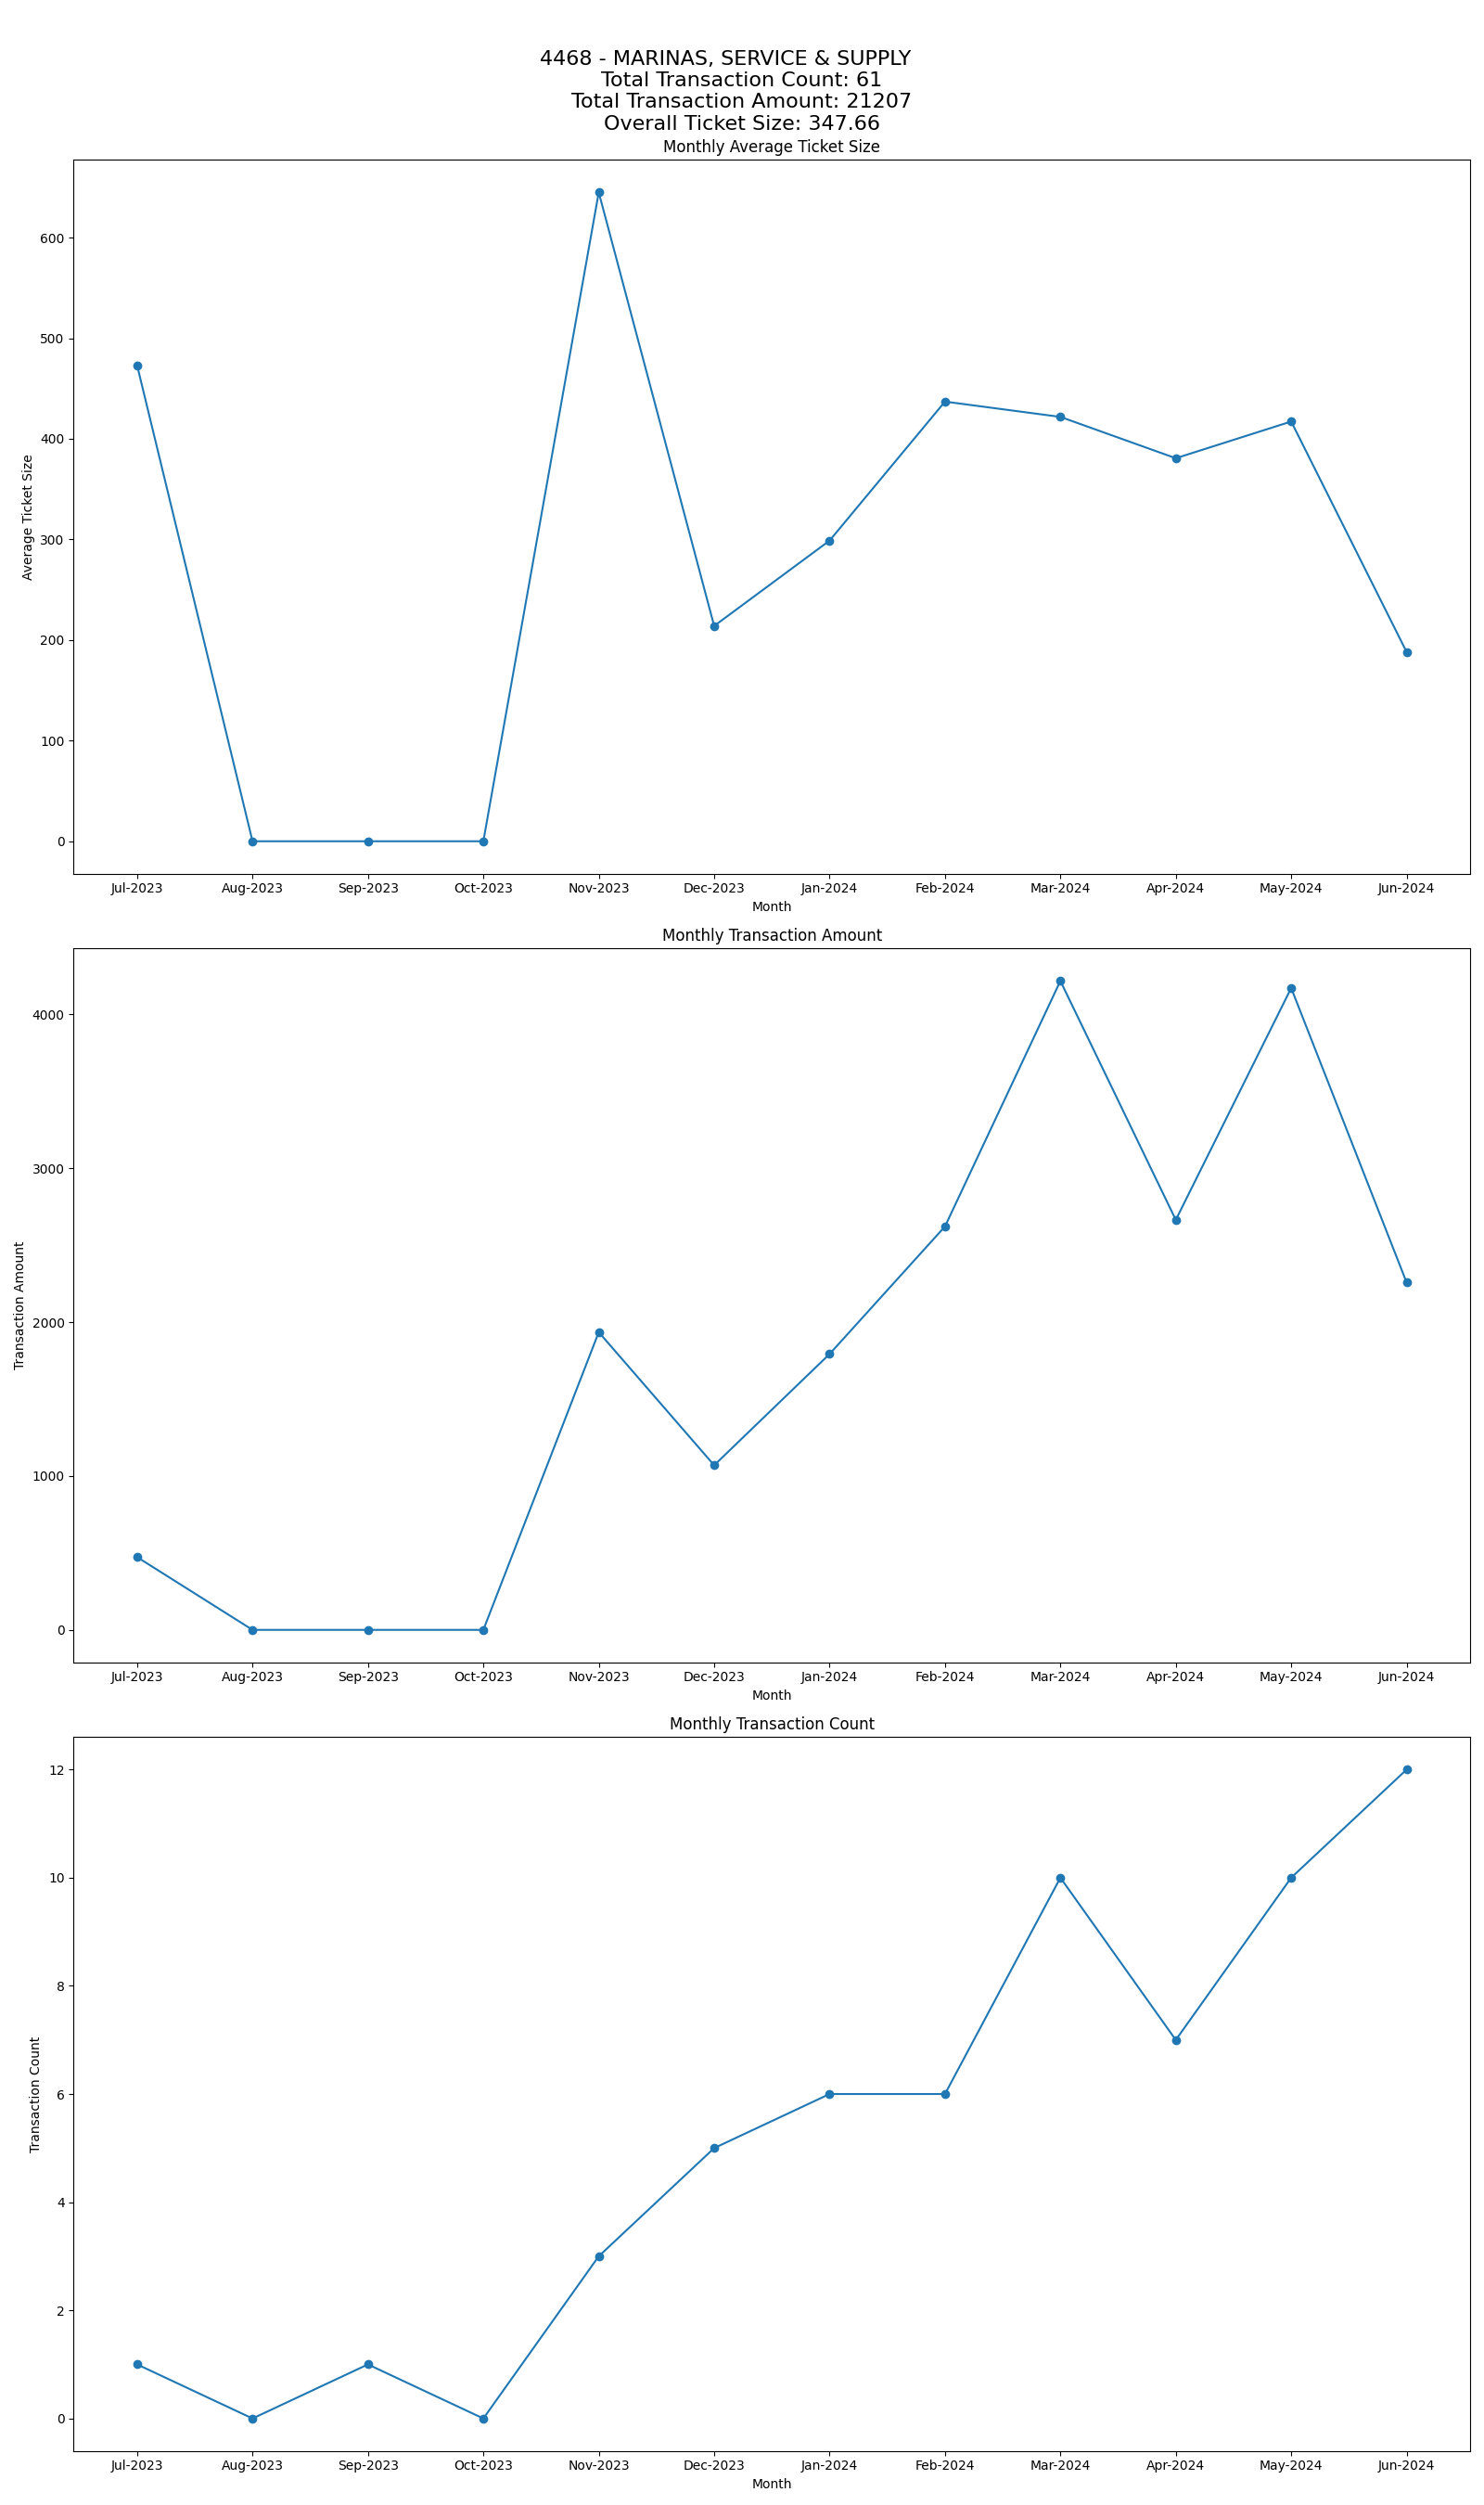 4468 - MARINAS, SERVICE & SUPPLY
Total Transaction Count: 61
Total Transaction Amount: 21207
Overall Ticket Size: 347.66
Monthly Average Ticket Size
600
500
400
300
200
100
0
Average Ticket Size
Jul-2023 Aug-2023 Sep-2023 Oct-2023 Nov-2023 Dec-2023 Jan-2024 Feb-2024 Mar-2024 Apr-2024 May-2024 Jun-2024
Month
Monthly Transaction Amount
4000
3000
2000
1000
0
Transaction Amount
Jul-2023 Aug-2023 Sep-2023 Oct-2023 Nov-2023 Dec-2023 Jan-2024 Feb-2024 Mar-2024 Apr-2024 May-2024 Jun-2024
Month
Monthly Transaction Count
12
10
8
6
4
2
0
Transaction Count
Jul-2023 Aug-2023 Sep-2023 Oct-2023 Nov-2023 Dec-2023 Jan-2024 Feb-2024 Mar-2024 Apr-2024 May-2024 Jun-2024
Month